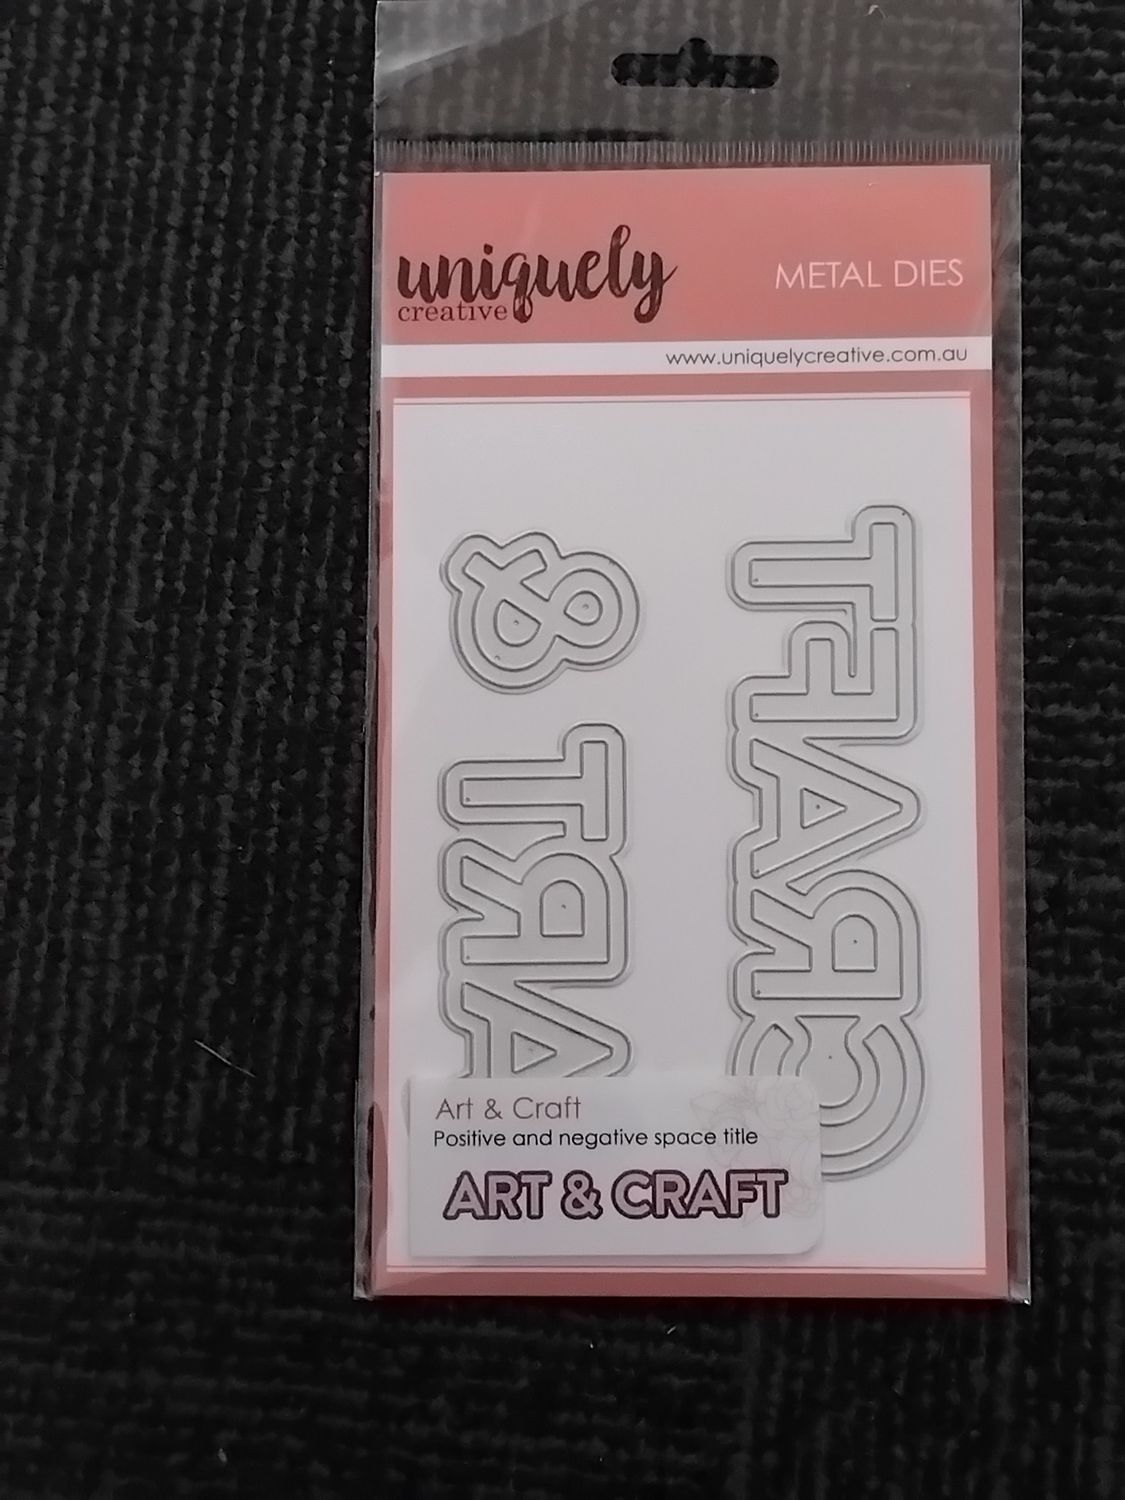 uniquely
creative
METAL DIES
www.uniquelycreative.com.au
&
ART
CRAFT
Art & Craft
Positive and negative space title
ART & CRAFT